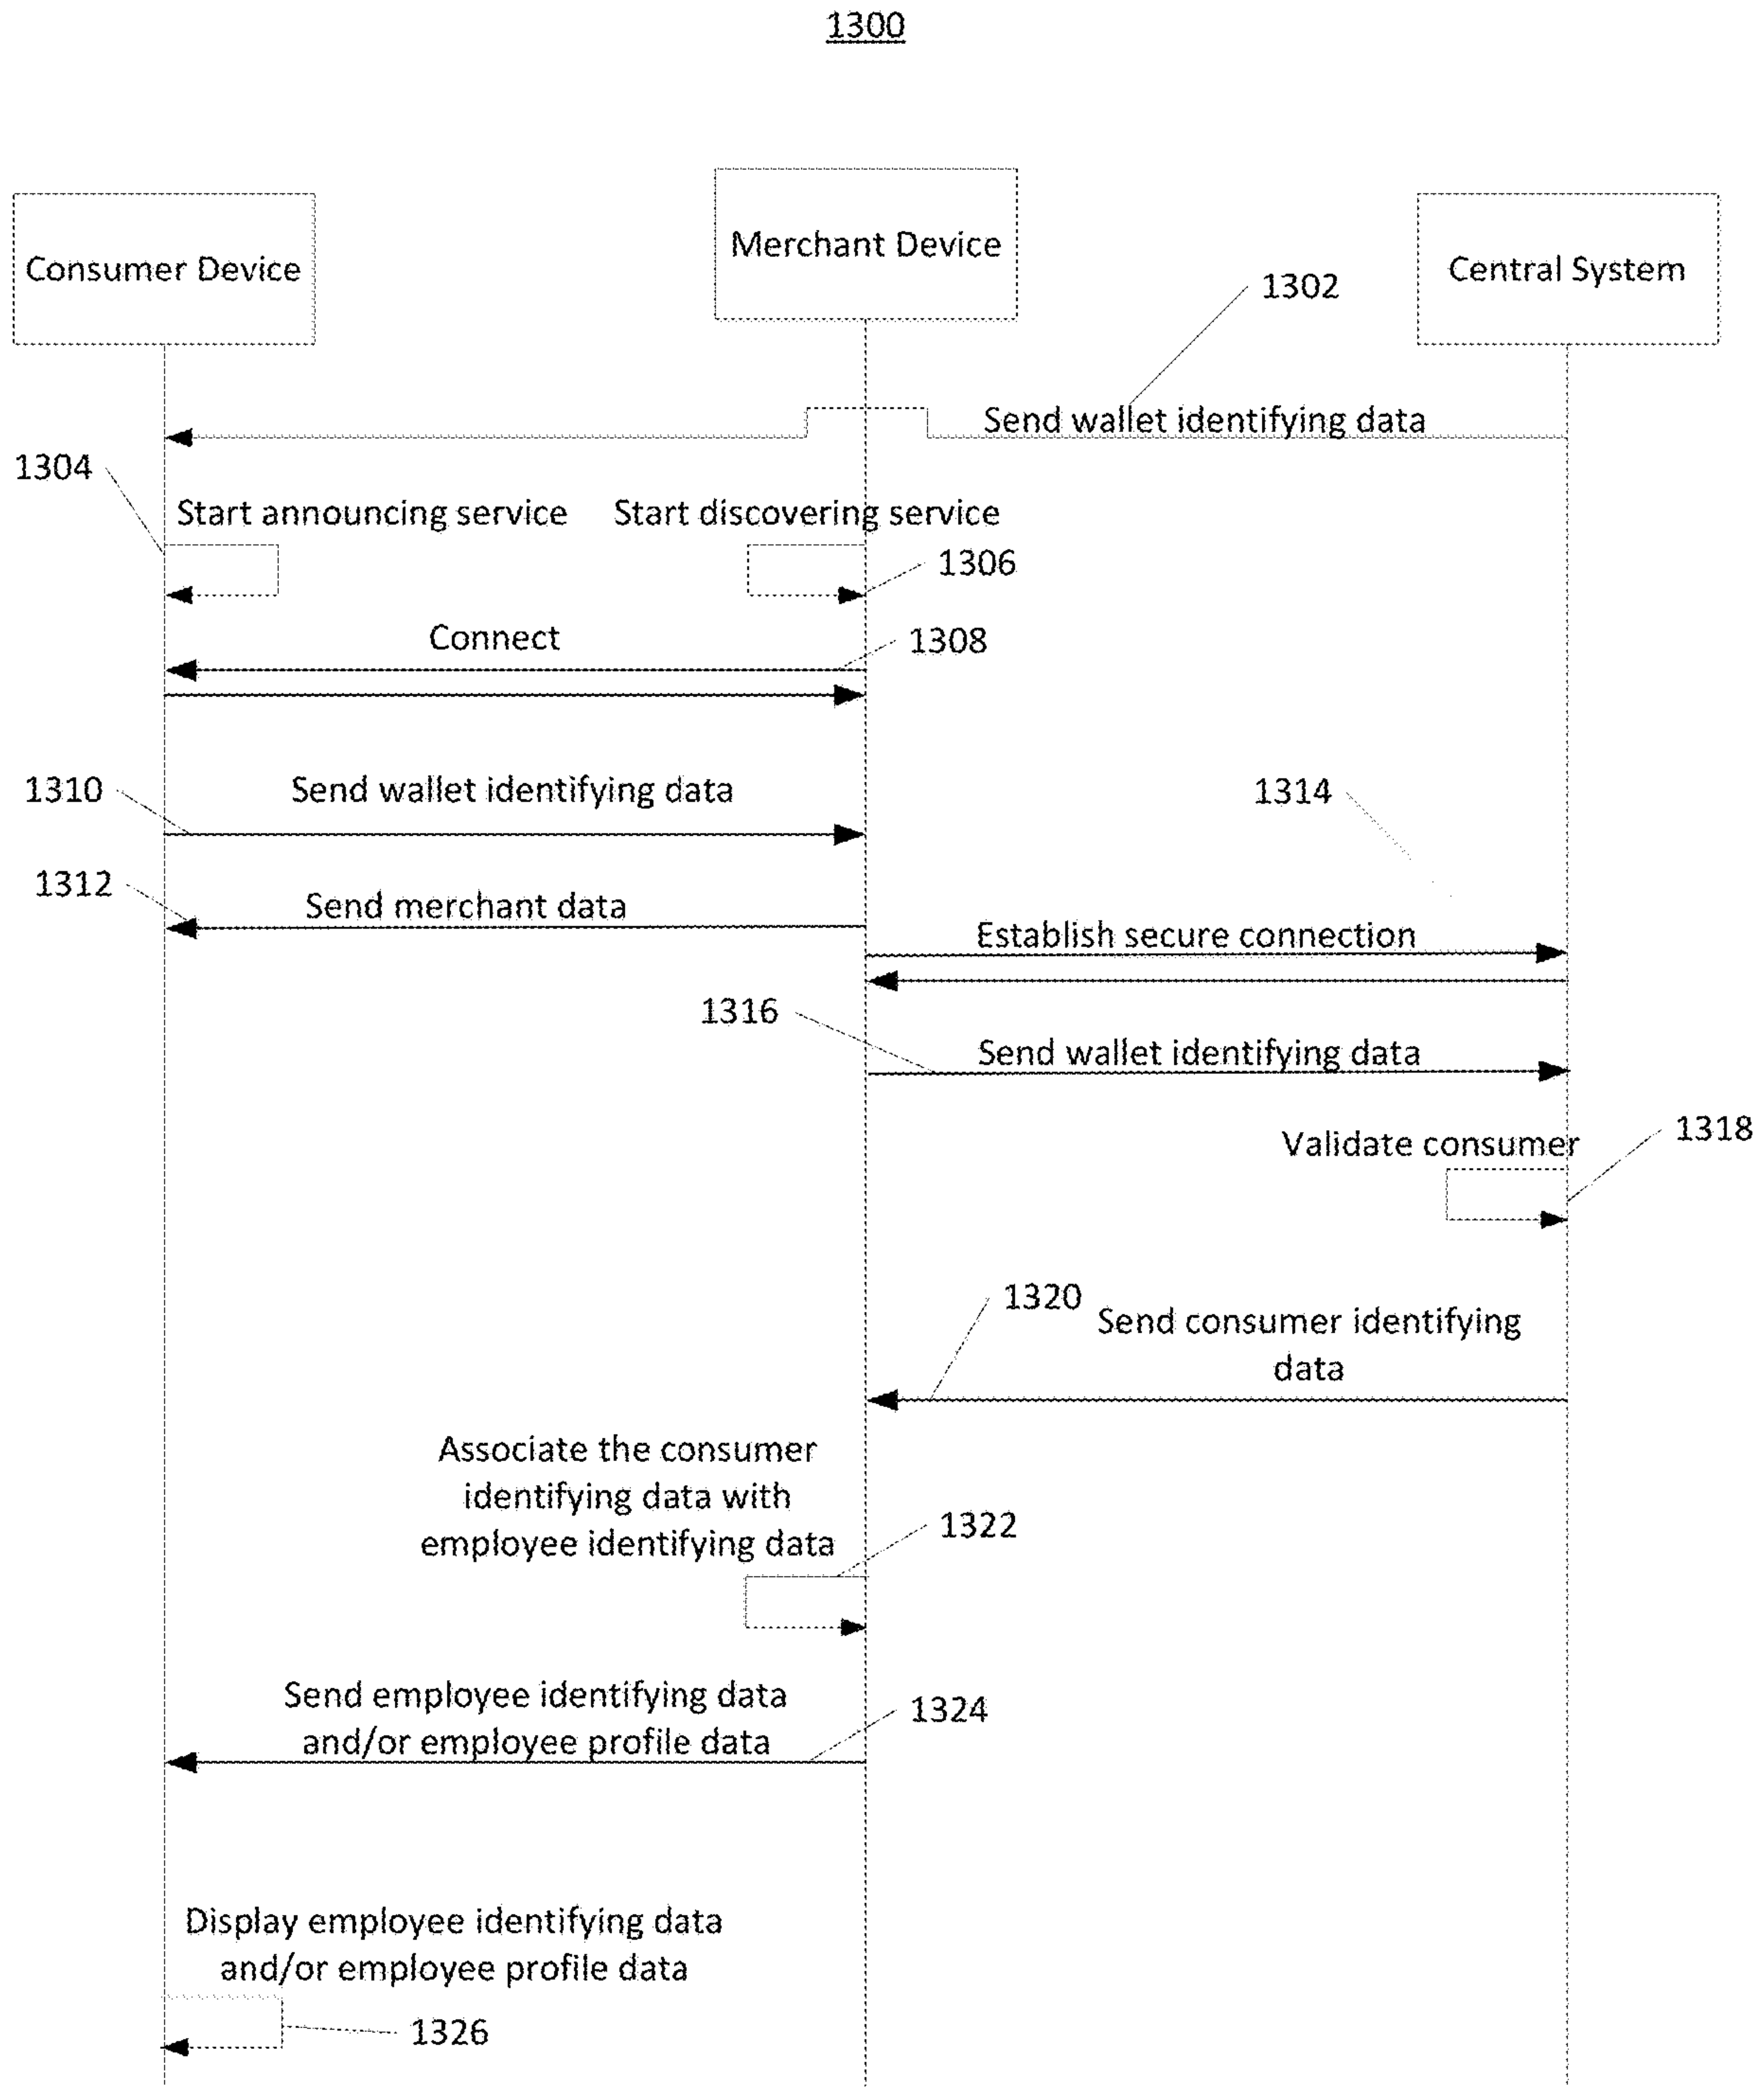 1300
Consumer Device
Merchant Device
Central System
1302
Send wallet identifying data
1304
Start announcing service
Start discovering service
1306
Connect
1308
1310
Send wallet identifying data
1314
1312
Send merchant data
Establish secure connection
1316
Send wallet identifying data
Validate consumer
1318
1320
Send consumer identifying
data
Associate the consumer
identifying data with
employee identifying data
1322
Send employee identifying data
and/or employee profile data
1324
Display employee identifying data
and/or employee profile data
1326